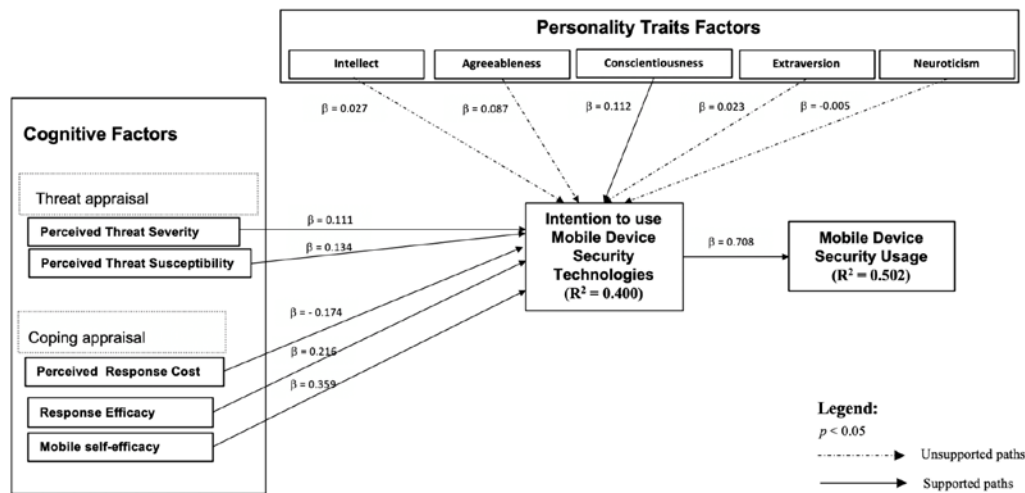 Personality Traits Factors
Intellect
Agreeableness
Conscientiousness
Extraversion
Neuroticism
β = 0.027
β = 0.087
β = 0.112
β = 0.023
β = -0.005
Cognitive Factors
Threat appraisal
Perceived Threat Severity
Perceived Threat Susceptibility
β = 0.111
β = 0.134
Coping appraisal
Perceived Response Cost
Response Efficacy
Mobile self-efficacy
β = - 0.174
β = 0.216
β = 0.359
Intention to use
Mobile Device
Security
Technologies
(R² = 0.400)
β = 0.708
Mobile Device
Security Usage
(R² = 0.502)
Legend:
p < 0.05
Unsupported paths
Supported paths